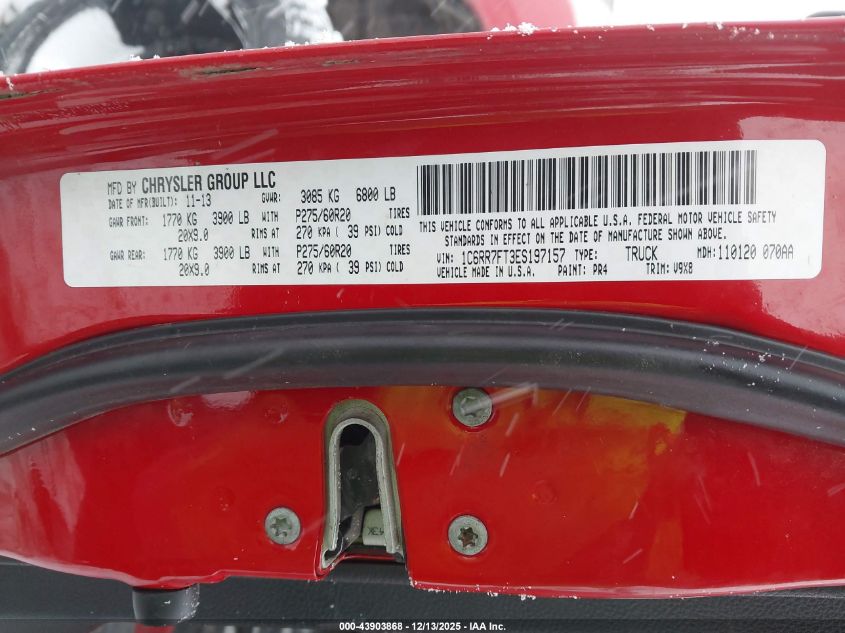 MFD BY CHRYSLER GROUP LLC
DATE OF MFR(BUILT): 11-13 GVWR: 3085 KG 6800 LB
GAWR FRONT: 1770 KG 3900 LB WITH P275/60R20 TIRES
20X9.0 RIMS AT 270 KPA ( 39 PSI) COLD
GAWR REAR: 1770 KG 3900 LB WITH P275/60R20 TIRES
20X9.0 RIMS AT 270 KPA ( 39 PSI) COLD
THIS VEHICLE CONFORMS TO ALL APPLICABLE U.S.A. FEDERAL MOTOR VEHICLE SAFETY
STANDARDS IN EFFECT ON THE DATE OF MANUFACTURE SHOWN ABOVE.
VIN: 1C6RR7FT3ES197157 TYPE: TRUCK MDH: 110120 070AA
VEHICLE MADE IN U.S.A. PAINT: PR4 TRIM: V9X8
000-43903868 - 12/13/2025 - IAA Inc.